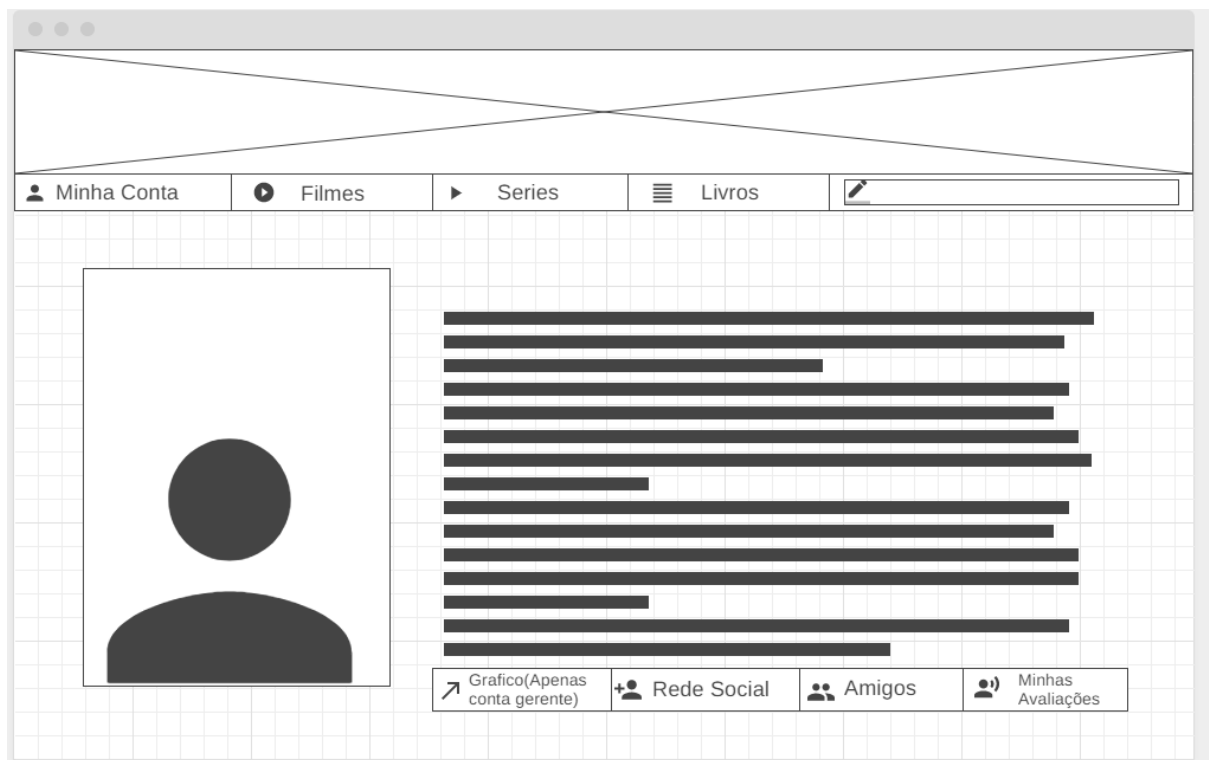 Minha Conta
Filmes
Series
Livros
Grafico(Apenas
conta gerente)
Rede Social
Amigos
Minhas
Avaliações